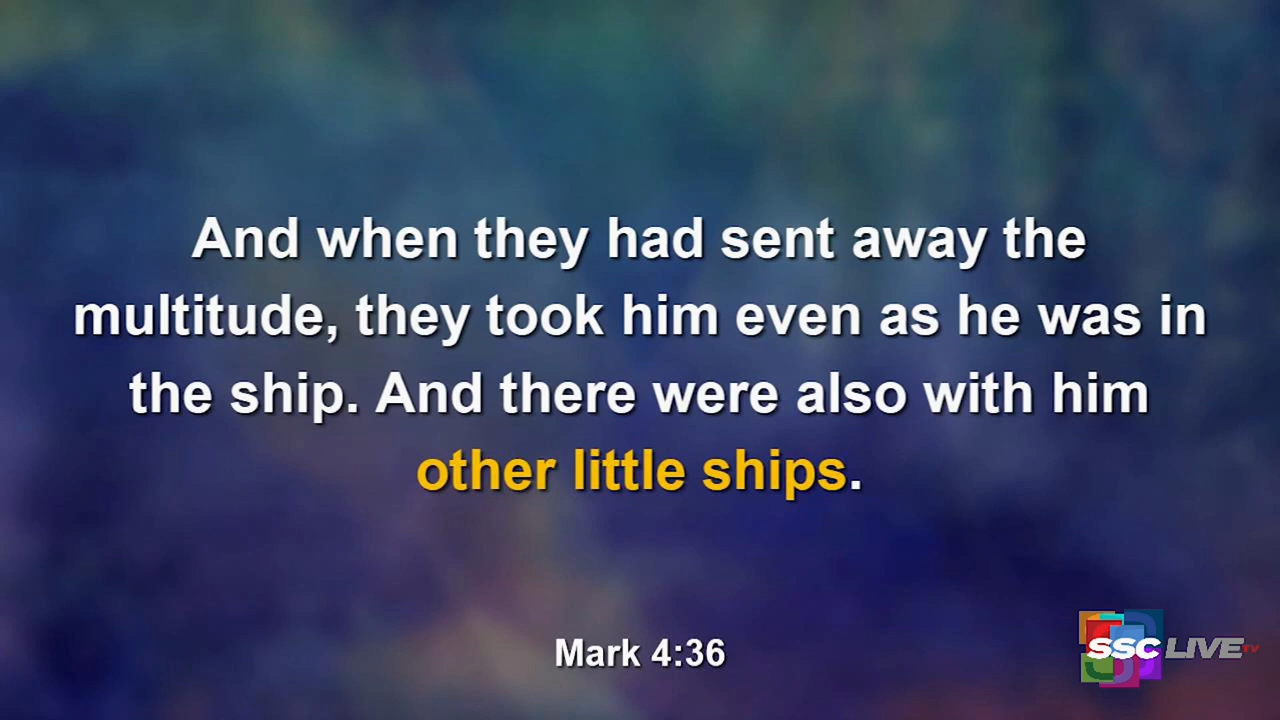 And when they had sent away the
multitude, they took him even as he was in
the ship. And there were also with him
other little ships.
Mark 4:36
SSC LIVE TV